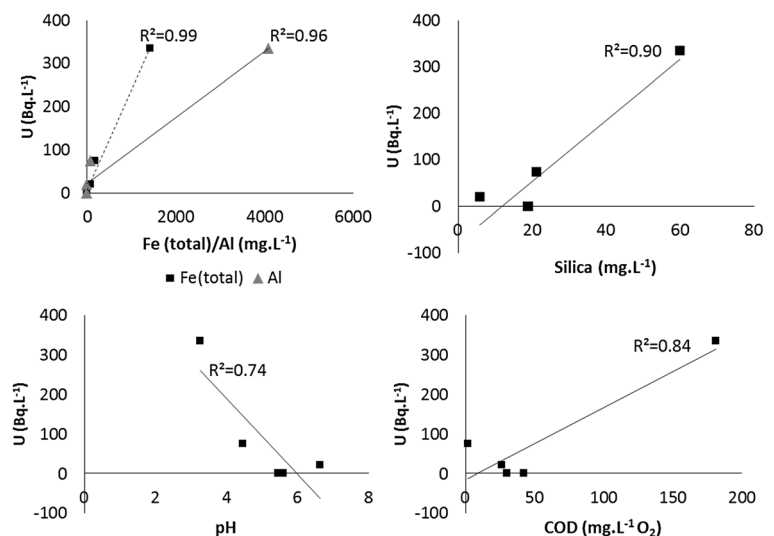 400
300
200
100
0
U (Bq.L⁻¹)
R²=0.99
R²=0.96
0 2000 4000 6000
Fe (total)/Al (mg.L⁻¹)
Fe(total) Al
400
300
200
100
0
-100
U (Bq.L⁻¹)
R²=0.90
0 20 40 60 80
Silica (mg.L⁻¹)
400
300
200
100
0
-100
U (Bq.L⁻¹)
R²=0.74
0 2 4 6 8
pH
400
300
200
100
0
-100
U (Bq.L⁻¹)
R²=0.84
0 50 100 150 200
COD (mg.L⁻¹ O₂)